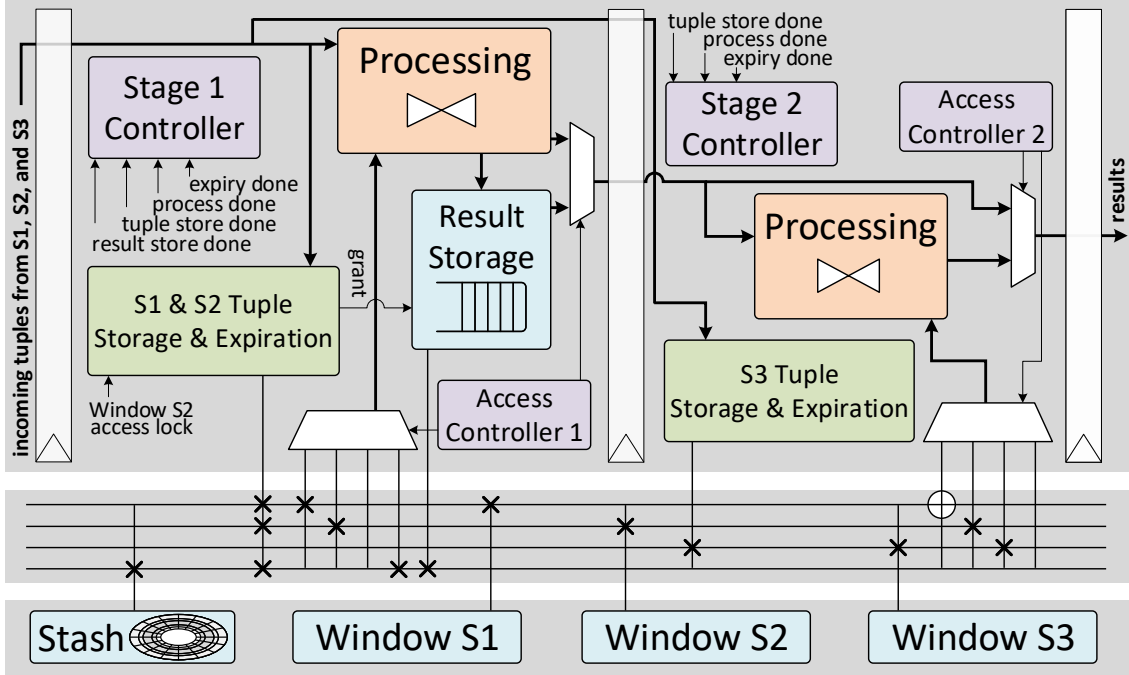 incoming tuples from S1, S2, and S3
Stage 1
Controller
expiry done
process done
tuple store done
result store done
Processing
Result
Storage
grant
S1 & S2 Tuple
Storage & Expiration
Window S2
access lock
Access
Controller 1
tuple store done
process done
expiry done
Stage 2
Controller
Access
Controller 2
Processing
results
S3 Tuple
Storage & Expiration
Stash
Window S1
Window S2
Window S3